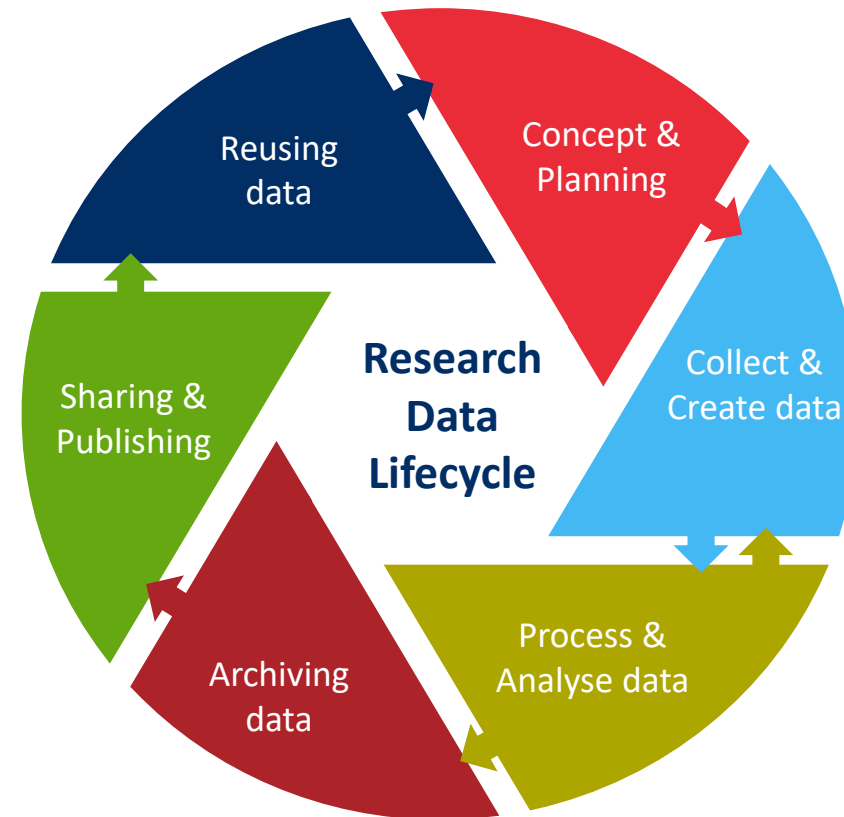 Research
Data
Lifecycle
Concept &
Planning
Collect &
Create data
Process &
Analyse data
Archiving
data
Sharing &
Publishing
Reusing
data